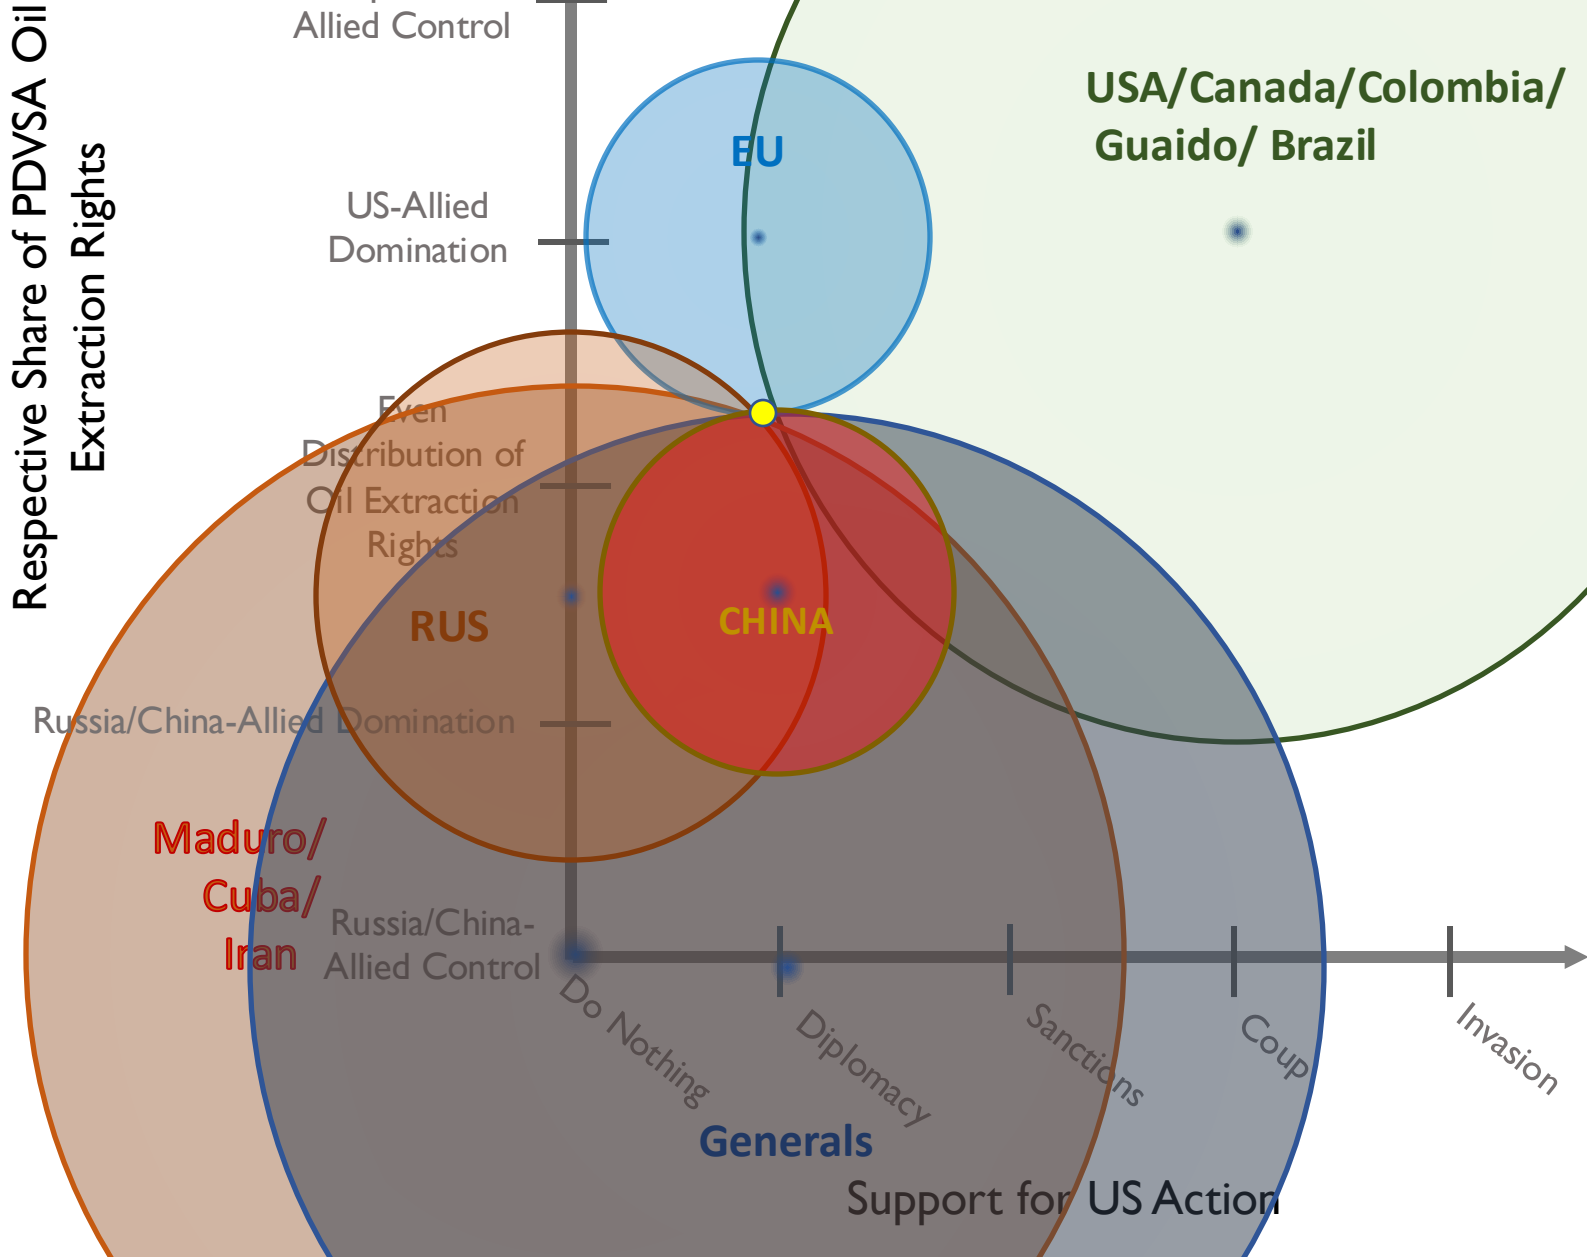 Respective Share of PDVSA Oil
Extraction Rights
Allied Control
USA/Canada/Colombia/
Guaido/ Brazil
EU
US-Allied
Domination
Even
Distribution of
Oil Extraction
Rights
RUS
CHINA
Russia/China-Allied Domination
Maduro/
Cuba/
Iran
Russia/China-
Allied Control
Do Nothing
Diplomacy
Sanctions
Coup
Invasion
Generals
Support for US Action